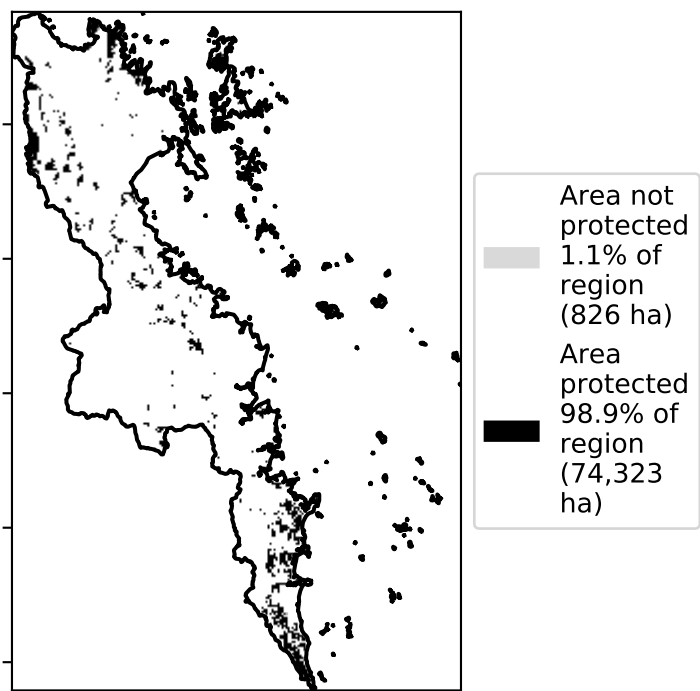 Area not
protected
1.1% of
region
(826 ha)
Area
protected
98.9% of
region
(74,323
ha)